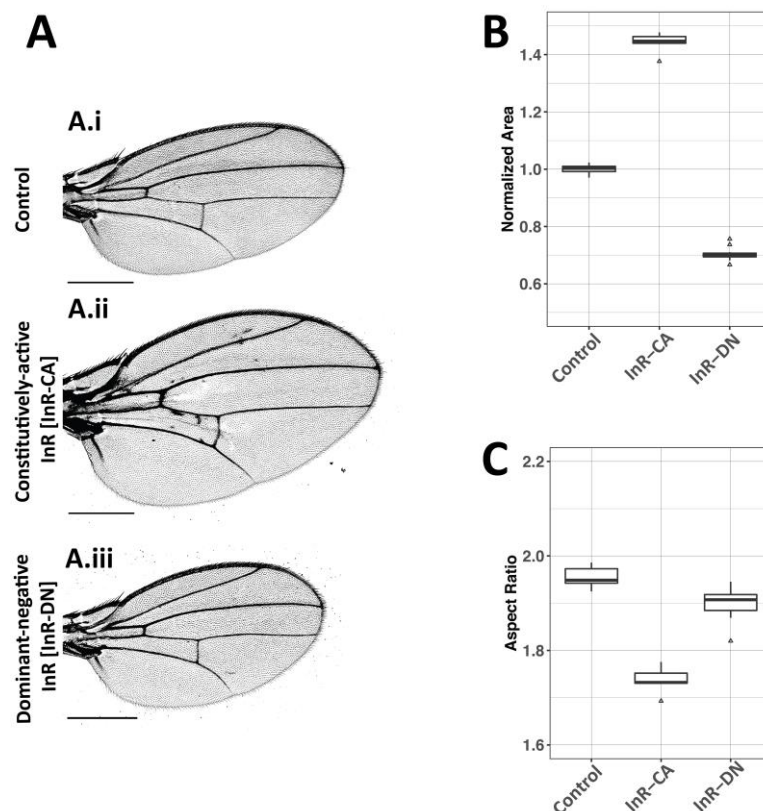 A
A.i
Control
A.ii
Constitutively-active
InR [InR-CA]
A.iii
Dominant-negative
InR [InR-DN]
B
Normalized Area
1.4
1.2
1.0
0.8
0.6
Control
InR-CA
InR-DN
C
Aspect Ratio
2.2
2.0
1.8
1.6
Control
InR-CA
InR-DN